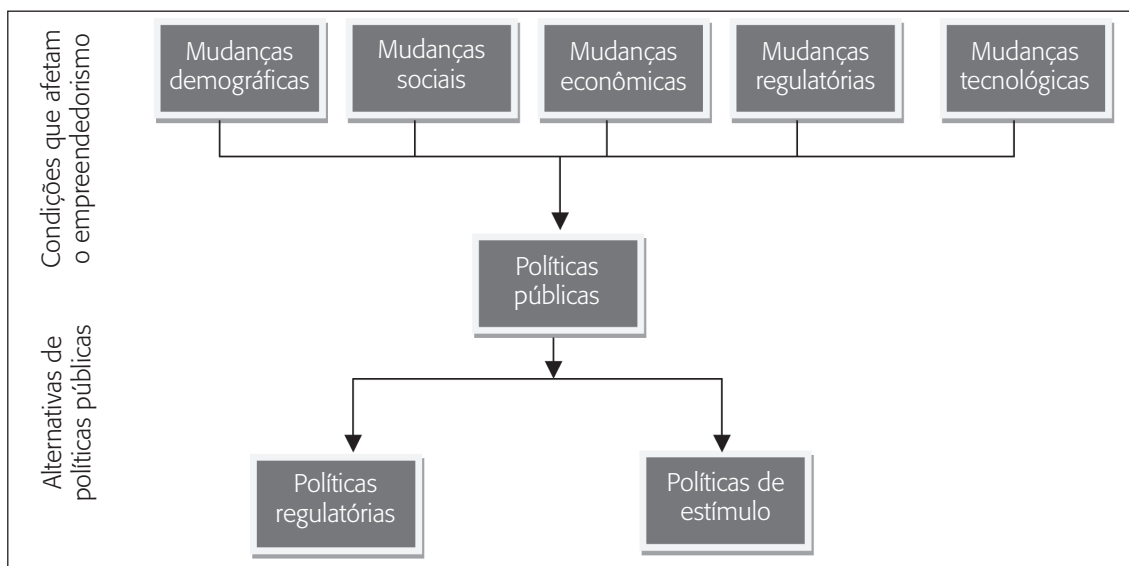 Condições que afetam
o empreendedorismo
Mudanças
demográficas
Mudanças
sociais
Mudanças
econômicas
Mudanças
regulatórias
Mudanças
tecnológicas
Políticas
públicas
Alternativas de
políticas públicas
Políticas
regulatórias
Políticas de
estímulo